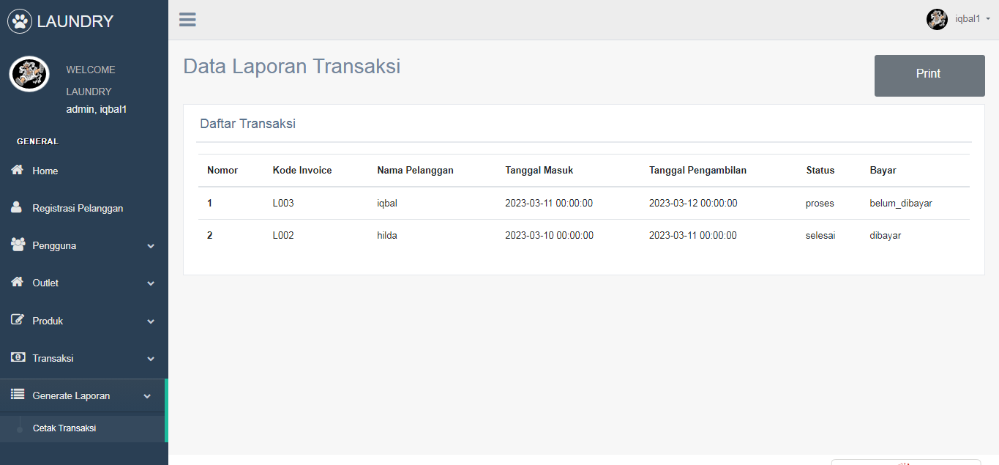 LAUNDRY
iqbal1
WELCOME
LAUNDRY
admin, iqbal1
GENERAL
Home
Registrasi Pelanggan
Pengguna
Outlet
Produk
Transaksi
Generate Laporan
Cetak Transaksi
Data Laporan Transaksi
Print
Daftar Transaksi
Nomor Kode Invoice Nama Pelanggan Tanggal Masuk Tanggal Pengambilan Status Bayar
1 L003 iqbal 2023-03-11 00:00:00 2023-03-12 00:00:00 proses belum_dibayar
2 L002 hilda 2023-03-10 00:00:00 2023-03-11 00:00:00 selesai dibayar